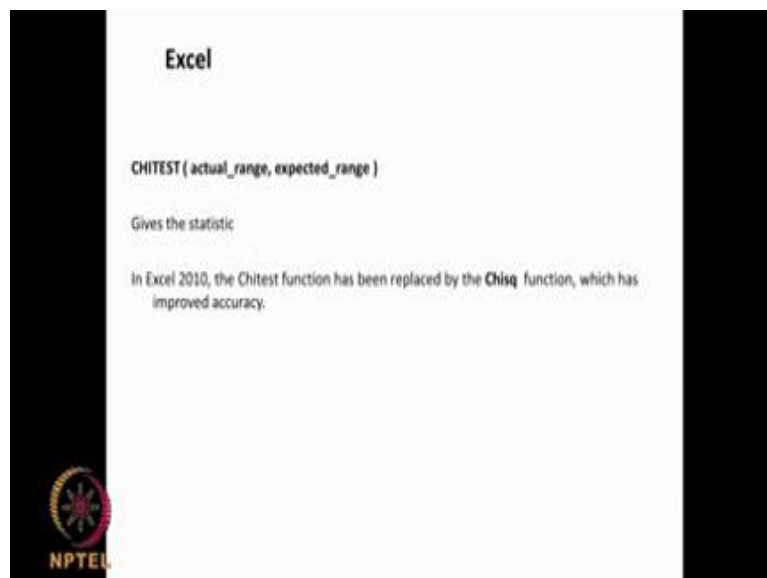 Excel
CHITEST ( actual_range, expected_range )
Gives the statistic
In Excel 2010, the Chitest function has been replaced by the Chisq function, which has
improved accuracy.
NPTEL